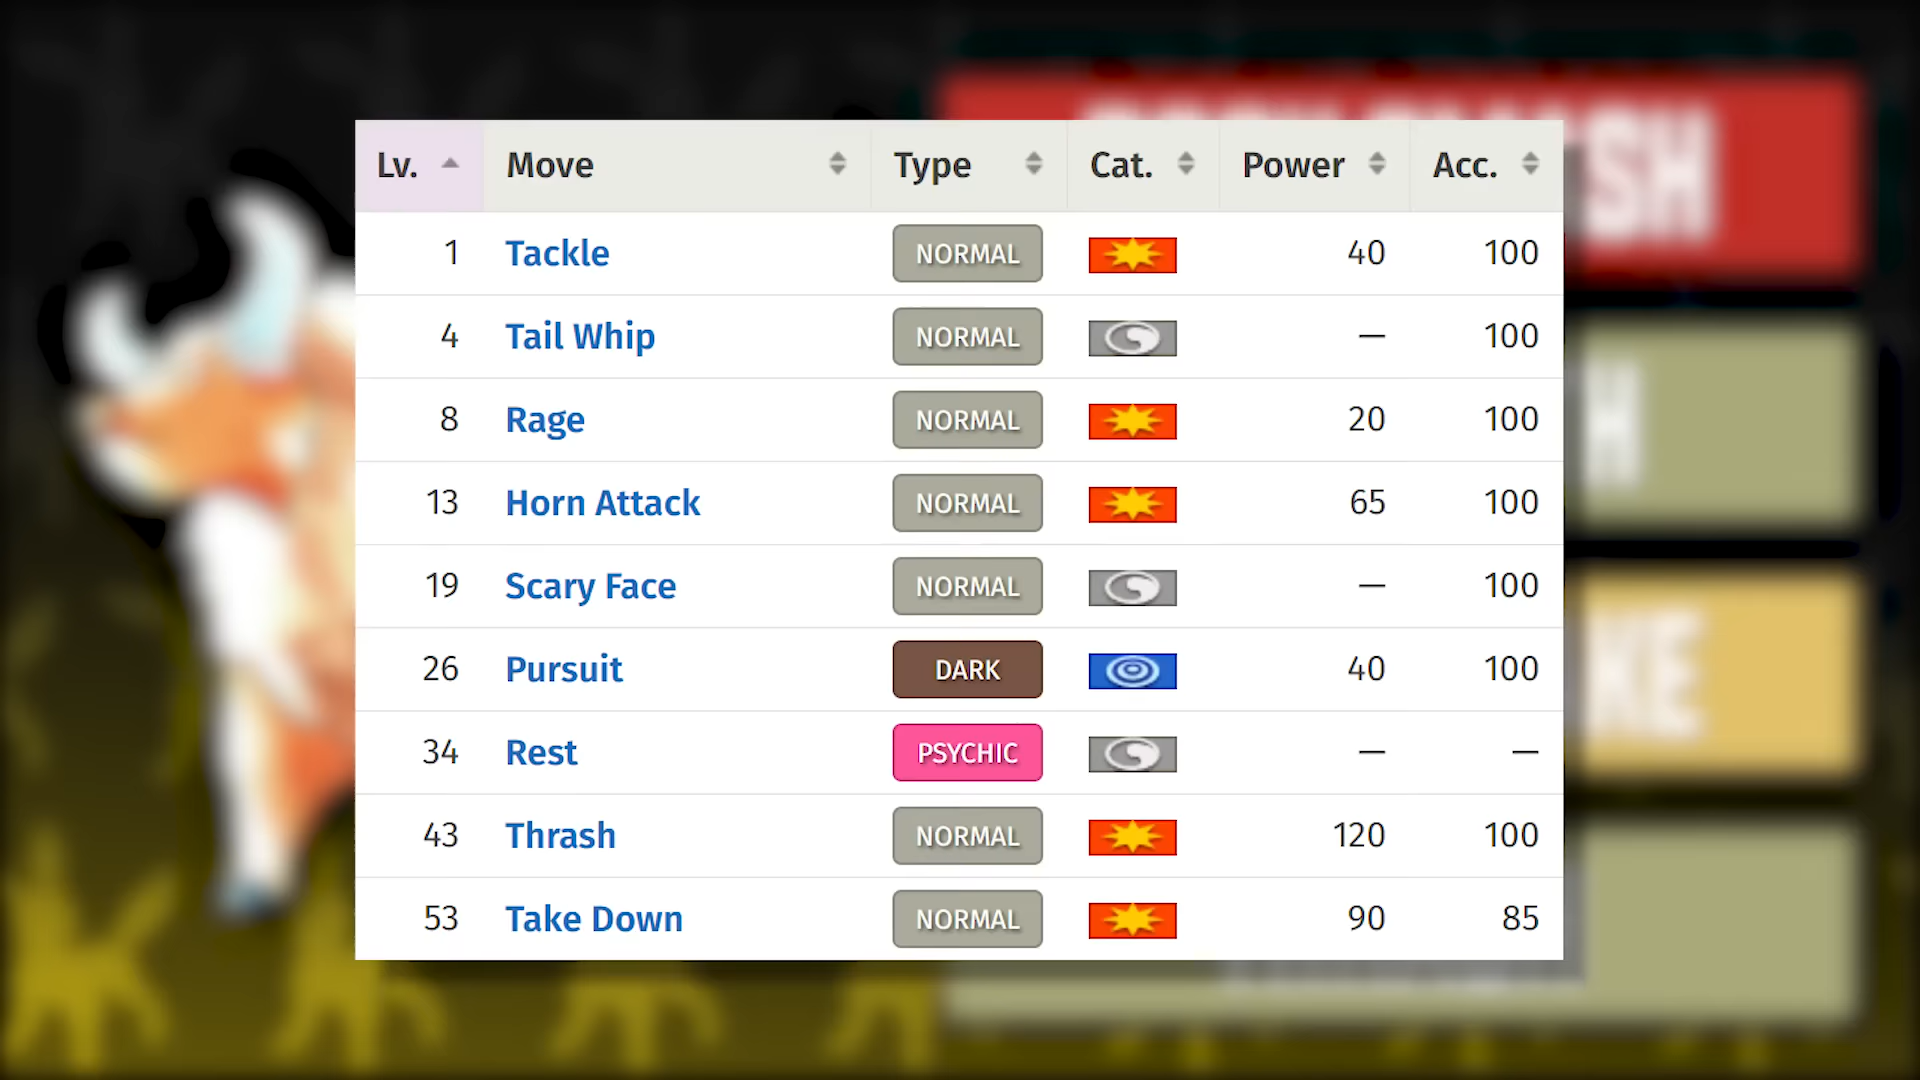 Lv. Move Type Cat. Power Acc.
1 Tackle NORMAL 40 100
4 Tail Whip NORMAL — 100
8 Rage NORMAL 20 100
13 Horn Attack NORMAL 65 100
19 Scary Face NORMAL — 100
26 Pursuit DARK 40 100
34 Rest PSYCHIC — —
43 Thrash NORMAL 120 100
53 Take Down NORMAL 90 85